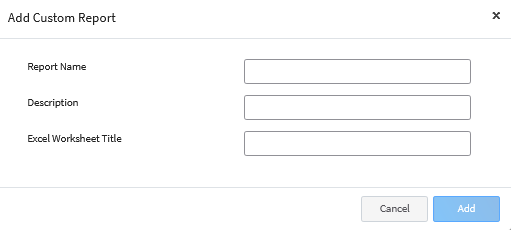 Add Custom Report ×
Report Name
Description
Excel Worksheet Title
Cancel Add